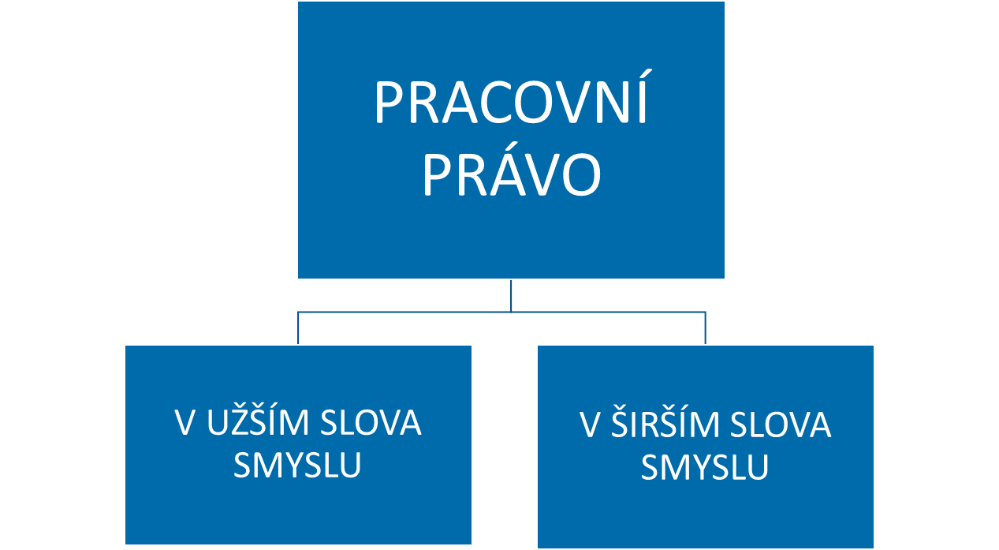 PRACOVNÍ
PRÁVO
V UŽŠÍM SLOVA
SMYSLU
V ŠIRŠÍM SLOVA
SMYSLU